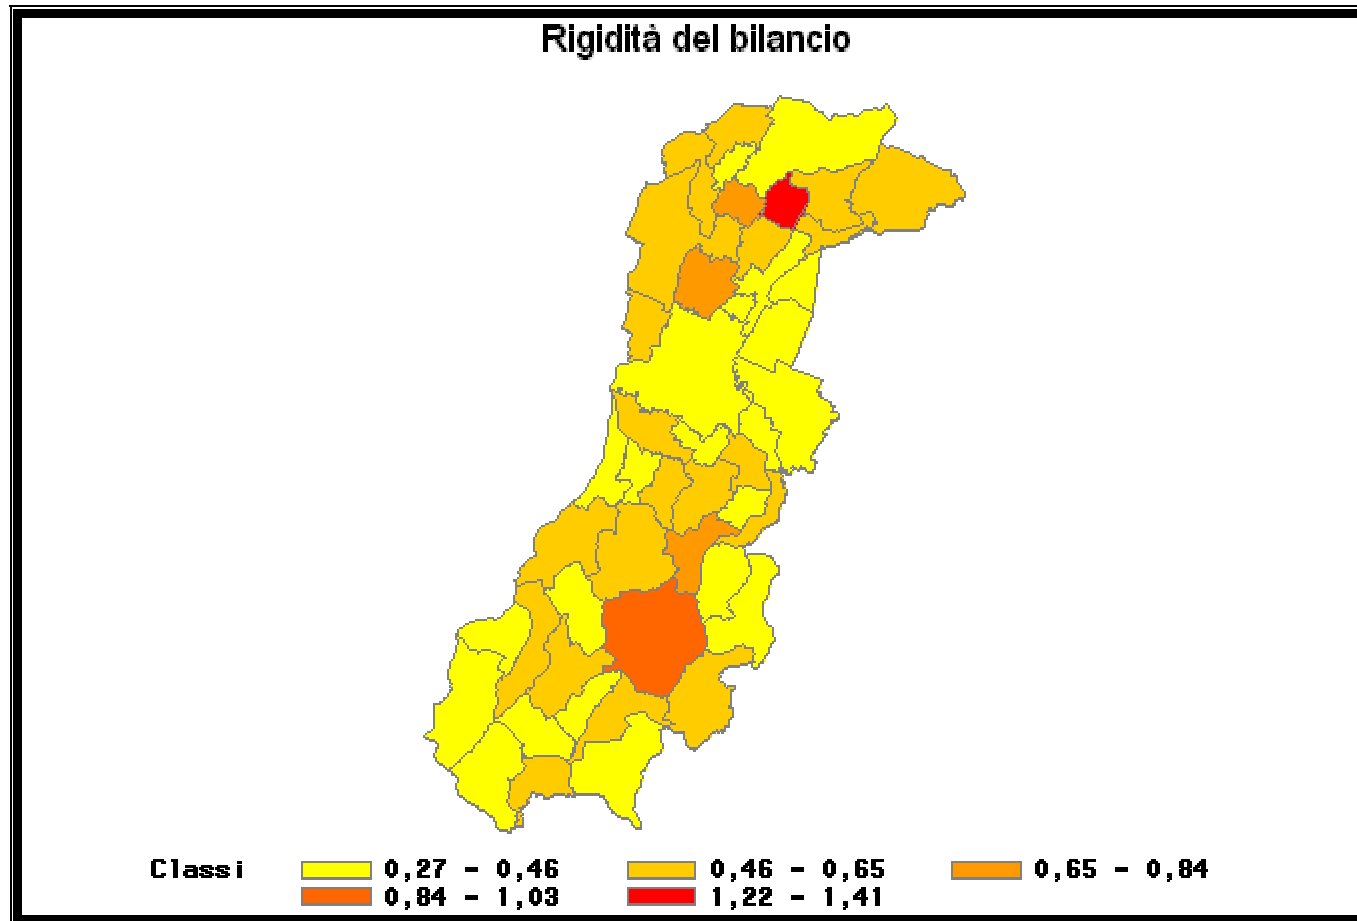 Rigidità del bilancio
Classi 0,27 - 0,46 0,46 - 0,65 0,65 - 0,84
0,84 - 1,03 1,22 - 1,41